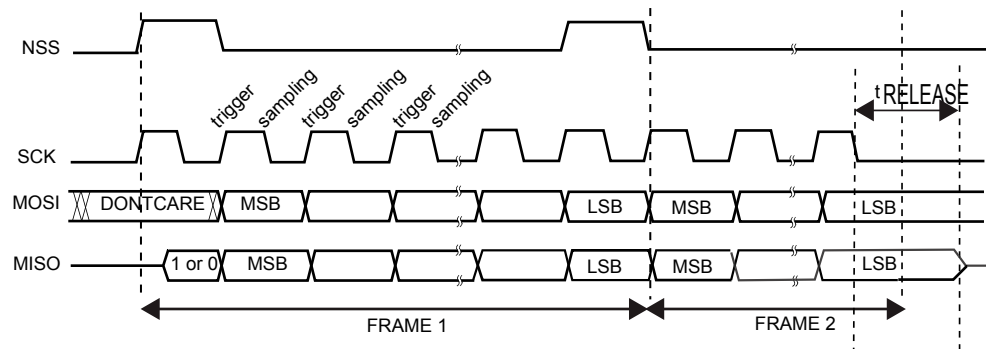 NSS
t RELEASE
trigger sampling trigger sampling trigger sampling
SCK
MOSI DONTCARE MSB LSB MSB LSB
MISO 1 or 0 MSB LSB MSB LSB
FRAME 1 FRAME 2